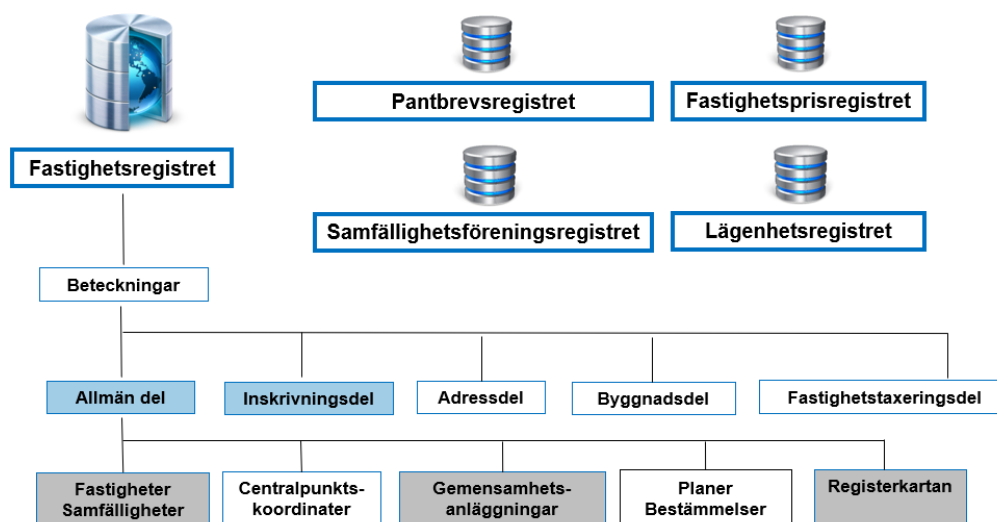 Pantbrevsregistret
Fastighetsprisregistret
Fastighetsregistret
Samfällighetsföreningsregistret
Lägenhetsregistret
Beteckningar
Allmän del
Inskrivningsdel
Adressdel
Byggnadsdel
Fastighetstaxeringsdel
Fastigheter
Samfälligheter
Centralpunkts-
koordinater
Gemensamhets-
anläggningar
Planer
Bestämmelser
Registerkartan